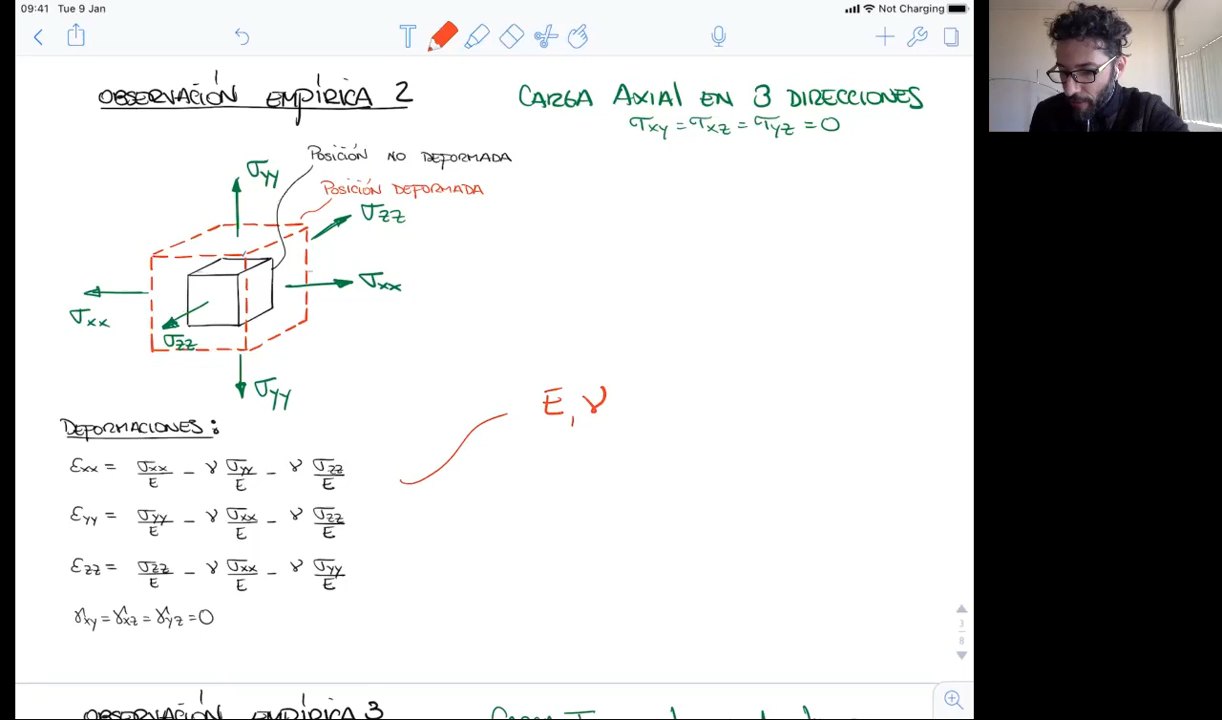 09:41 Tue 9 Jan
Not Charging
T
OBSERVACIÓN EMPÍRICA 2
CARGA AXIAL EN 3 DIRECCIONES
τxy = τxz = τyz = 0
POSICIÓN NO DEFORMADA
POSICIÓN DEFORMADA
σyy
σzz
σxx
σxx
σzz
σyy
E, ν
DEFORMACIONES:
εxx = σxx/E - ν σyy/E - ν σzz/E
εyy = σyy/E - ν σxx/E - ν σzz/E
εzz = σzz/E - ν σxx/E - ν σyy/E
γxy = γxz = γyz = 0
3
8
OBSERVACIÓN EMPÍRICA 3